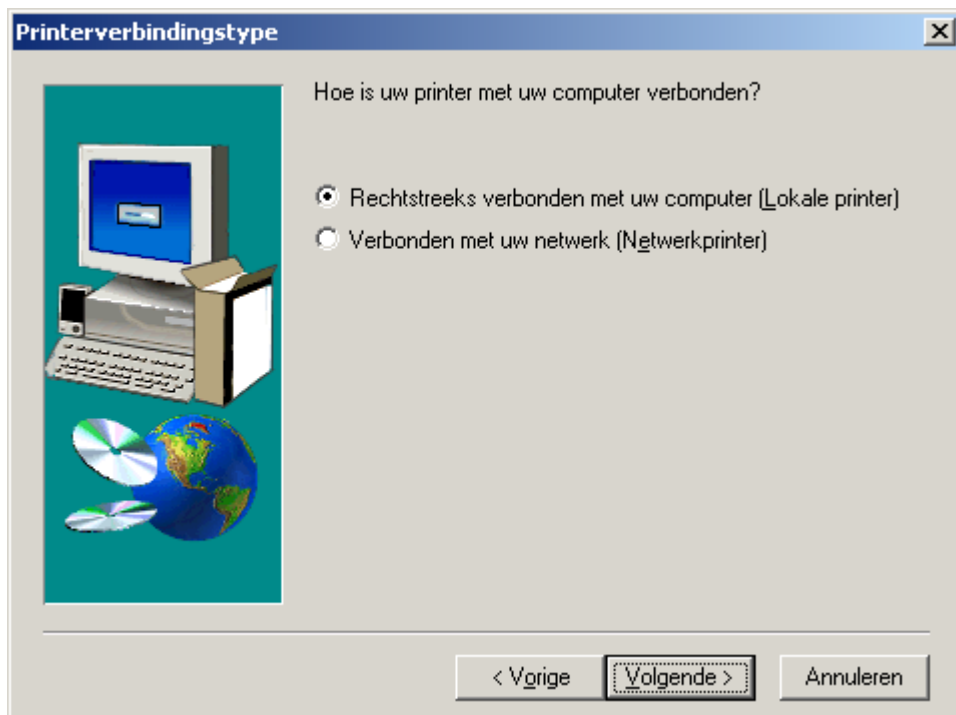 Printerverbindingstype
Hoe is uw printer met uw computer verbonden?
Rechtstreeks verbonden met uw computer (Lokale printer)
Verbonden met uw netwerk (Netwerkprinter)
< Vorige
Volgende >
Annuleren